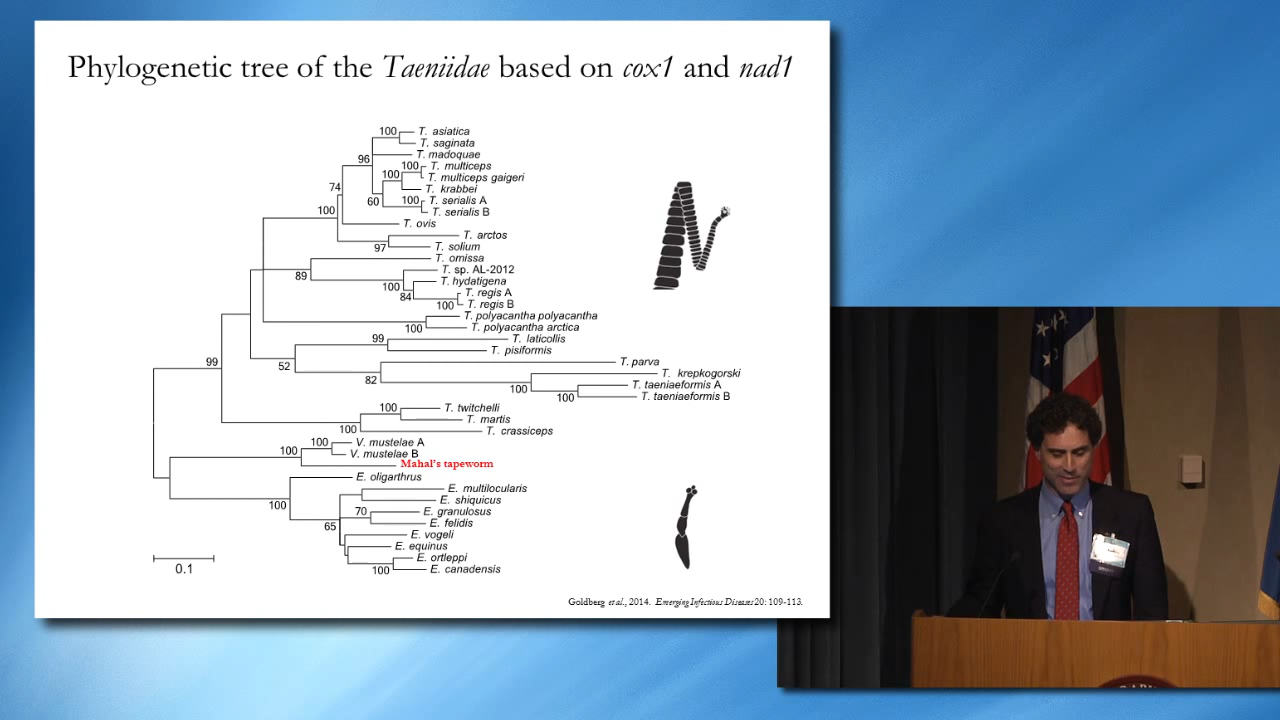 Phylogenetic tree of the Taeniidae based on cox1 and nad1
100 T. asiatica
T. saginata
96 T. madoquae
100 T. multiceps
100 T. multiceps gaigeri
74 T. krabbei
60 100 T. serialis A
T. serialis B
100 T. ovis
T. arctos
97 T. solium
T. omissa
89 T. sp. AL-2012
100 T. hydatigena
84 T. regis A
100 T. regis B
T. polyacantha polyacantha
100 T. polyacantha arctica
99 T. laticollis
T. pisiformis
99 52 T. parva
82 T. krepkogorski
100 T. taeniaeformis A
100 T. taeniaeformis B
100 T. twitchelli
T. martis
100 T. crassiceps
100 V. mustelae A
100 V. mustelae B
Mahal's tapeworm
E. oligarthrus
E. multilocularis
100 E. shiquicus
70 E. granulosus
65 E. felidis
E. vogeli
E. equinus
E. ortleppi
100 E. canadensis
0.1
Goldberg et al., 2014. Emerging Infectious Diseases 20: 109-113.